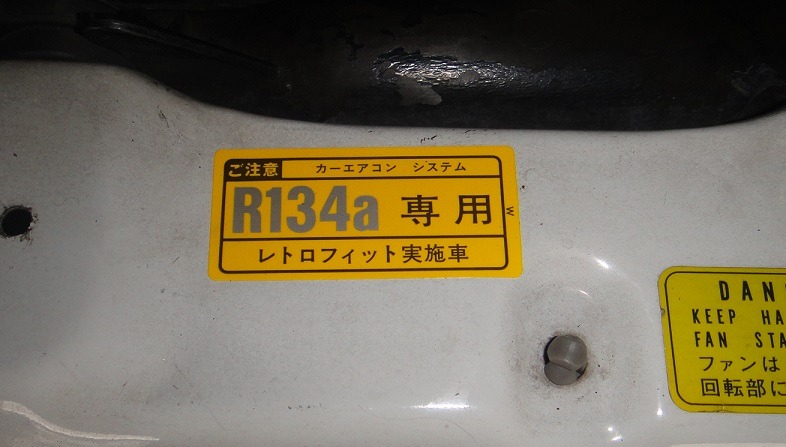 ご注意 カーエアコン システム
R134a 専用
W
レトロフィット実施車
DAN
KEEP HA
FAN STA
ファンは
回転部に